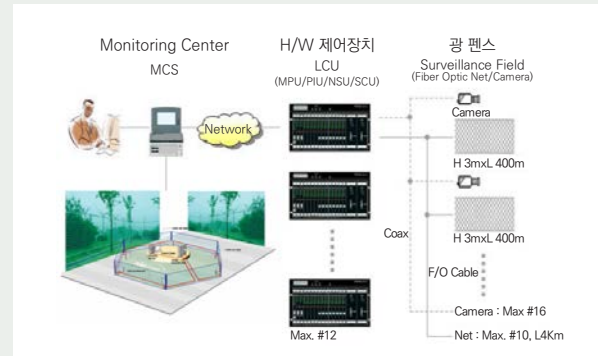 Monitoring Center
MCS
H/W 제어장치
LCU
(MPU/PIU/NSU/SCU)
광 펜스
Surveillance Field
(Fiber Optic Net/Camera)
Network
Camera
H 3mxL 400m
H 3mxL 400m
Coax
F/O Cable
Camera : Max #16
Max. #12
Net : Max. #10, L4Km